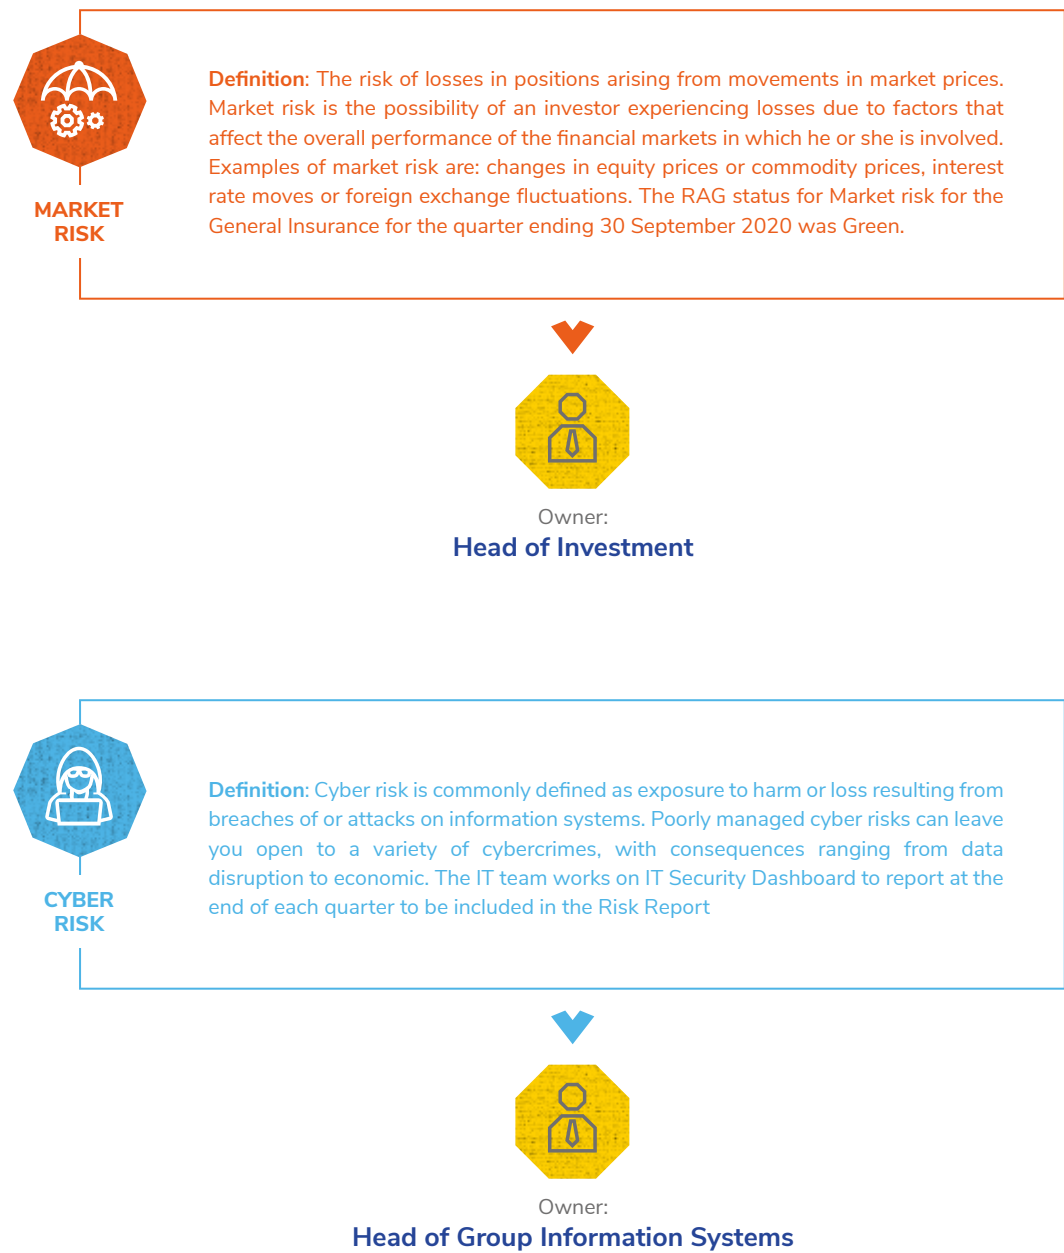 MARKET
RISK
Definition: The risk of losses in positions arising from movements in market prices.
Market risk is the possibility of an investor experiencing losses due to factors that
affect the overall performance of the financial markets in which he or she is involved.
Examples of market risk are: changes in equity prices or commodity prices, interest
rate moves or foreign exchange fluctuations. The RAG status for Market risk for the
General Insurance for the quarter ending 30 September 2020 was Green.
Owner:
Head of Investment
CYBER
RISK
Definition: Cyber risk is commonly defined as exposure to harm or loss resulting from
breaches of or attacks on information systems. Poorly managed cyber risks can leave
you open to a variety of cybercrimes, with consequences ranging from data
disruption to economic. The IT team works on IT Security Dashboard to report at the
end of each quarter to be included in the Risk Report
Owner:
Head of Group Information Systems